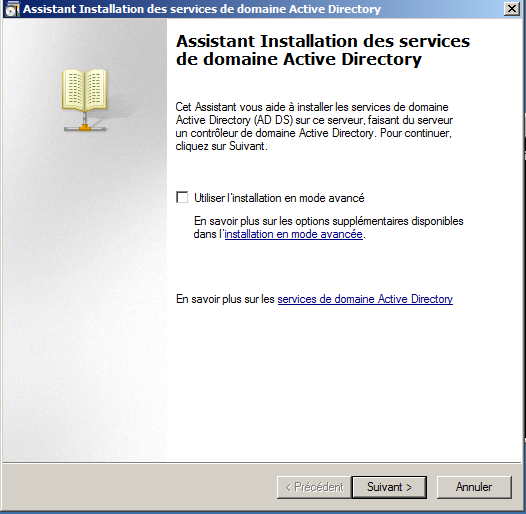 Assistant Installation des services de domaine Active Directory
Assistant Installation des services
de domaine Active Directory
Cet Assistant vous aide à installer les services de domaine
Active Directory (AD DS) sur ce serveur, faisant du serveur
un contrôleur de domaine Active Directory. Pour continuer,
cliquez sur Suivant.
Utiliser l'installation en mode avancé
En savoir plus sur les options supplémentaires disponibles
dans l'installation en mode avancée.
En savoir plus sur les services de domaine Active Directory
< Précédent Suivant > Annuler